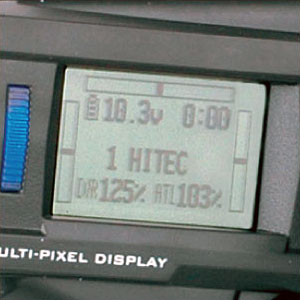 10.3v 0:00
1 HITEC
D/R125% ATL103%
ULTI-PIXEL DISPLAY